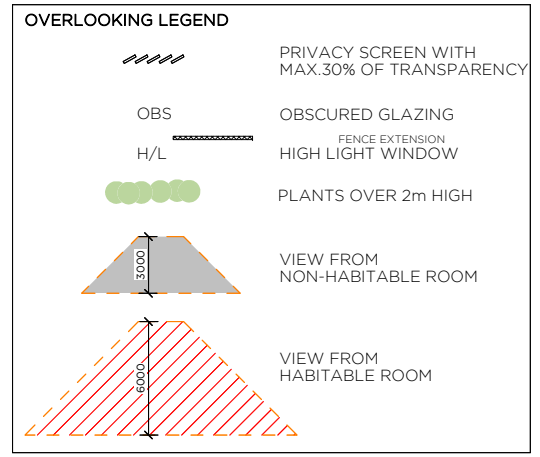 OVERLOOKING LEGEND
PRIVACY SCREEN WITH
MAX.30% OF TRANSPARENCY
OBS
OBSCURED GLAZING
FENCE EXTENSION
H/L
HIGH LIGHT WINDOW
PLANTS OVER 2m HIGH
3000
VIEW FROM
NON-HABITABLE ROOM
6000
VIEW FROM
HABITABLE ROOM